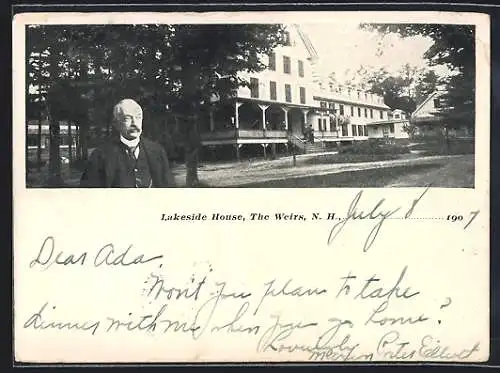 Lakeside House, The Weirs, N. H., July 8 1907
Dear Ada.
Won't you plan to take
dinner with me when you go home?
Lovingly